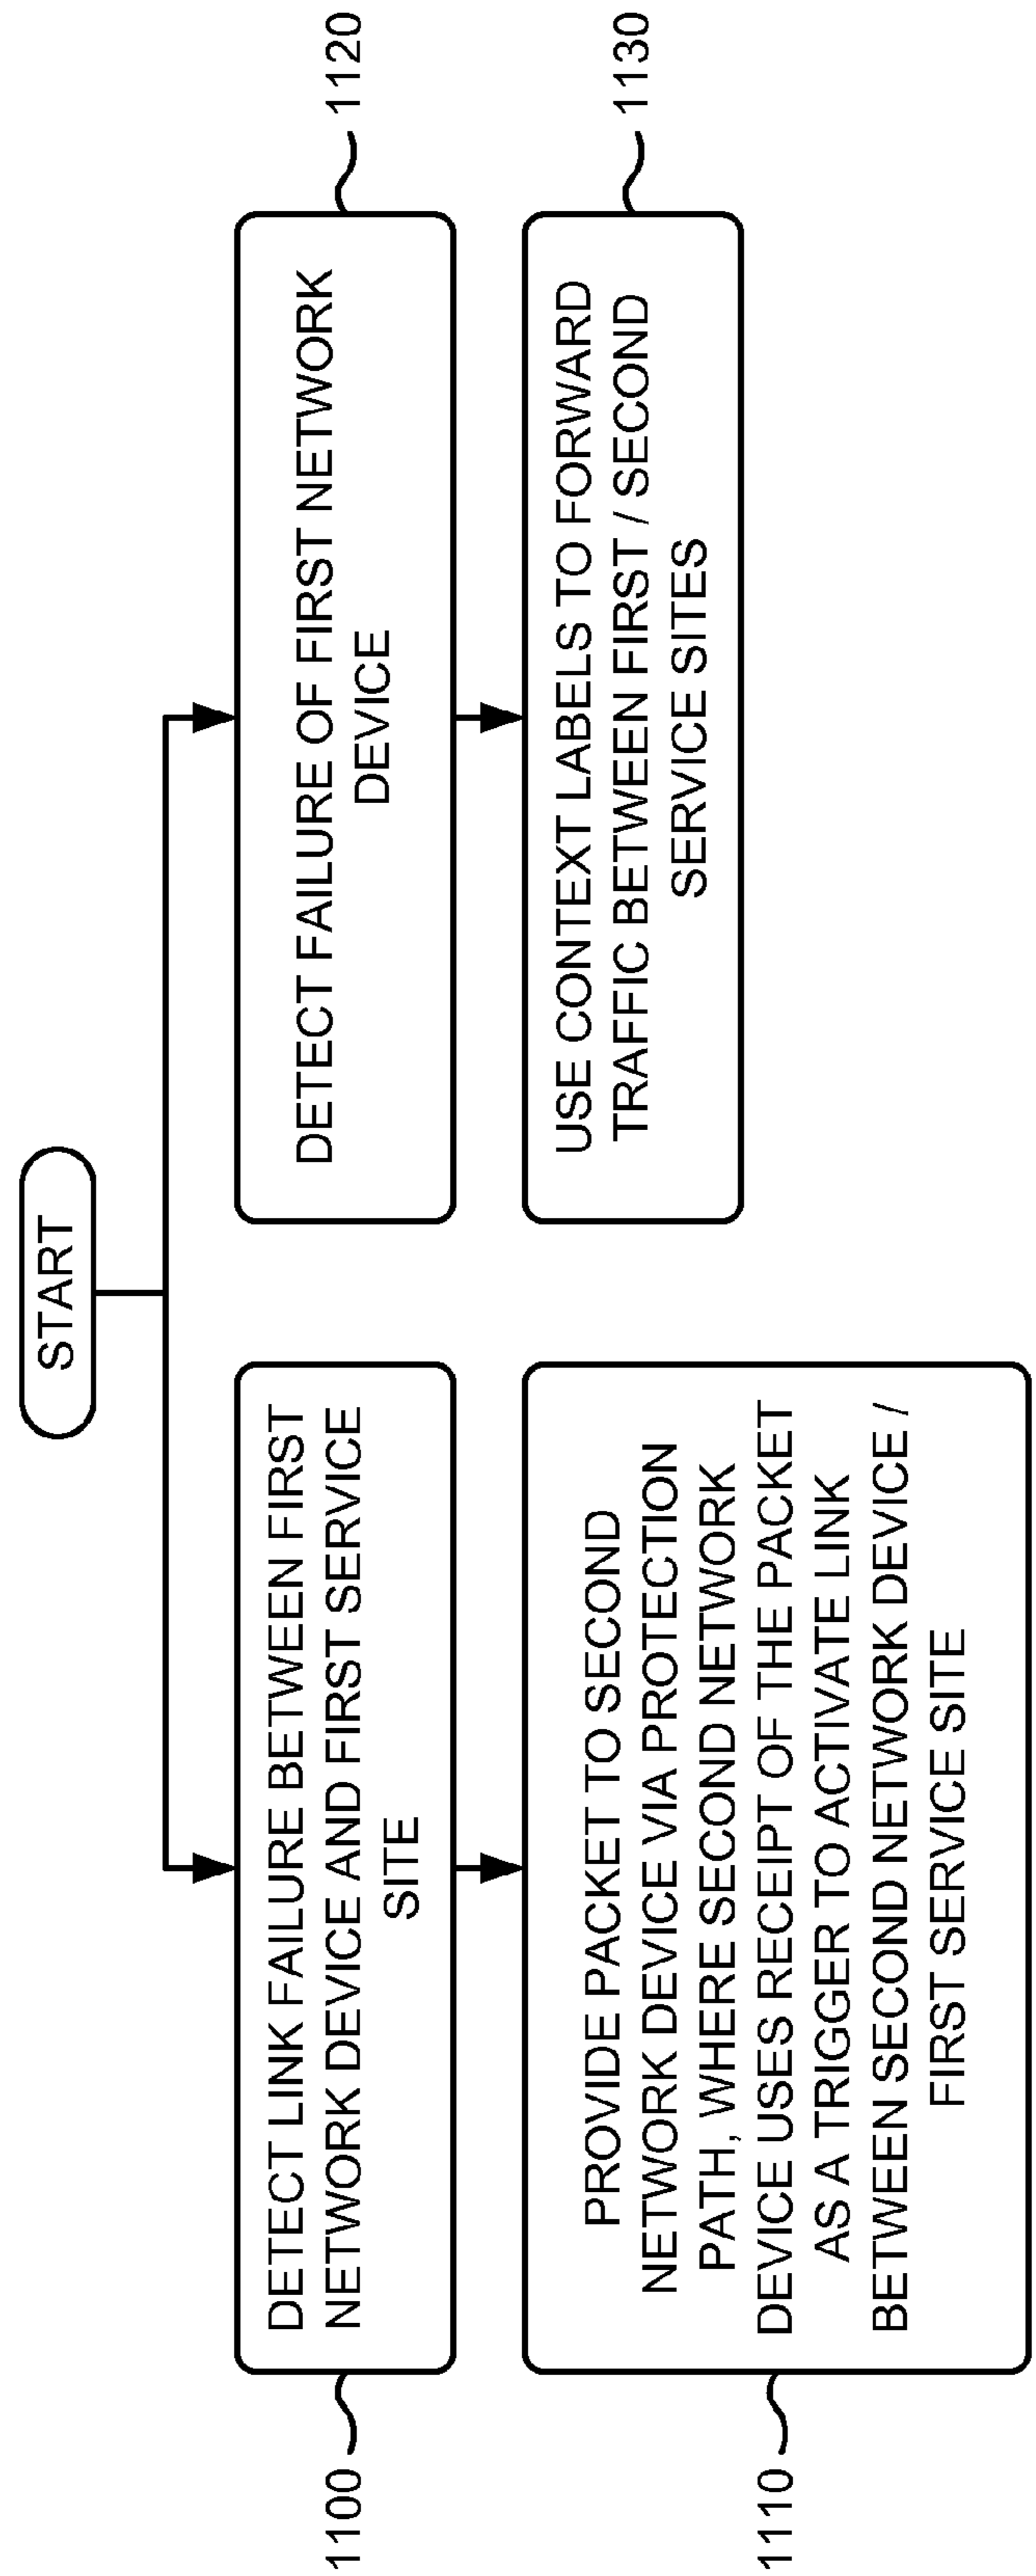 START
DETECT LINK FAILURE BETWEEN FIRST
NETWORK DEVICE AND FIRST SERVICE
SITE
1100
PROVIDE PACKET TO SECOND
NETWORK DEVICE VIA PROTECTION
PATH, WHERE SECOND NETWORK
DEVICE USES RECEIPT OF THE PACKET
AS A TRIGGER TO ACTIVATE LINK
BETWEEN SECOND NETWORK DEVICE /
FIRST SERVICE SITE
1110
DETECT FAILURE OF FIRST NETWORK
DEVICE
1120
USE CONTEXT LABELS TO FORWARD
TRAFFIC BETWEEN FIRST / SECOND
SERVICE SITES
1130